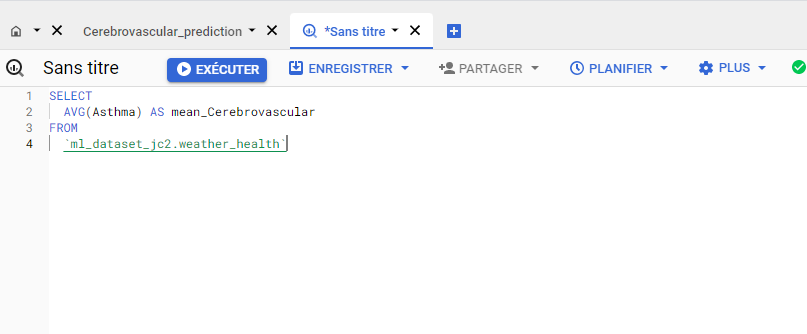 Cerebrovascular_prediction
*Sans titre
Sans titre
EXÉCUTER
ENREGISTRER
PARTAGER
PLANIFIER
PLUS
1 SELECT
2 AVG(Asthma) AS mean_Cerebrovascular
3 FROM
4 `ml_dataset_jc2.weather_health`